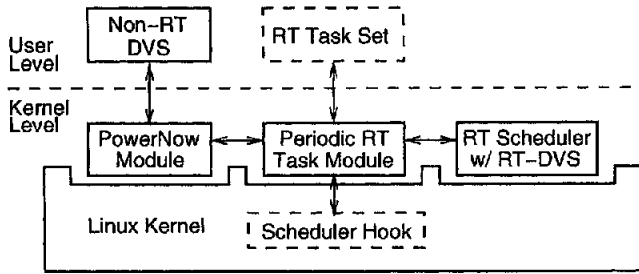 Non-RT
DVS
RT Task Set
User
Level
Kernel
Level
PowerNow
Module
Periodic RT
Task Module
RT Scheduler
w/ RT-DVS
Linux Kernel
Scheduler Hook